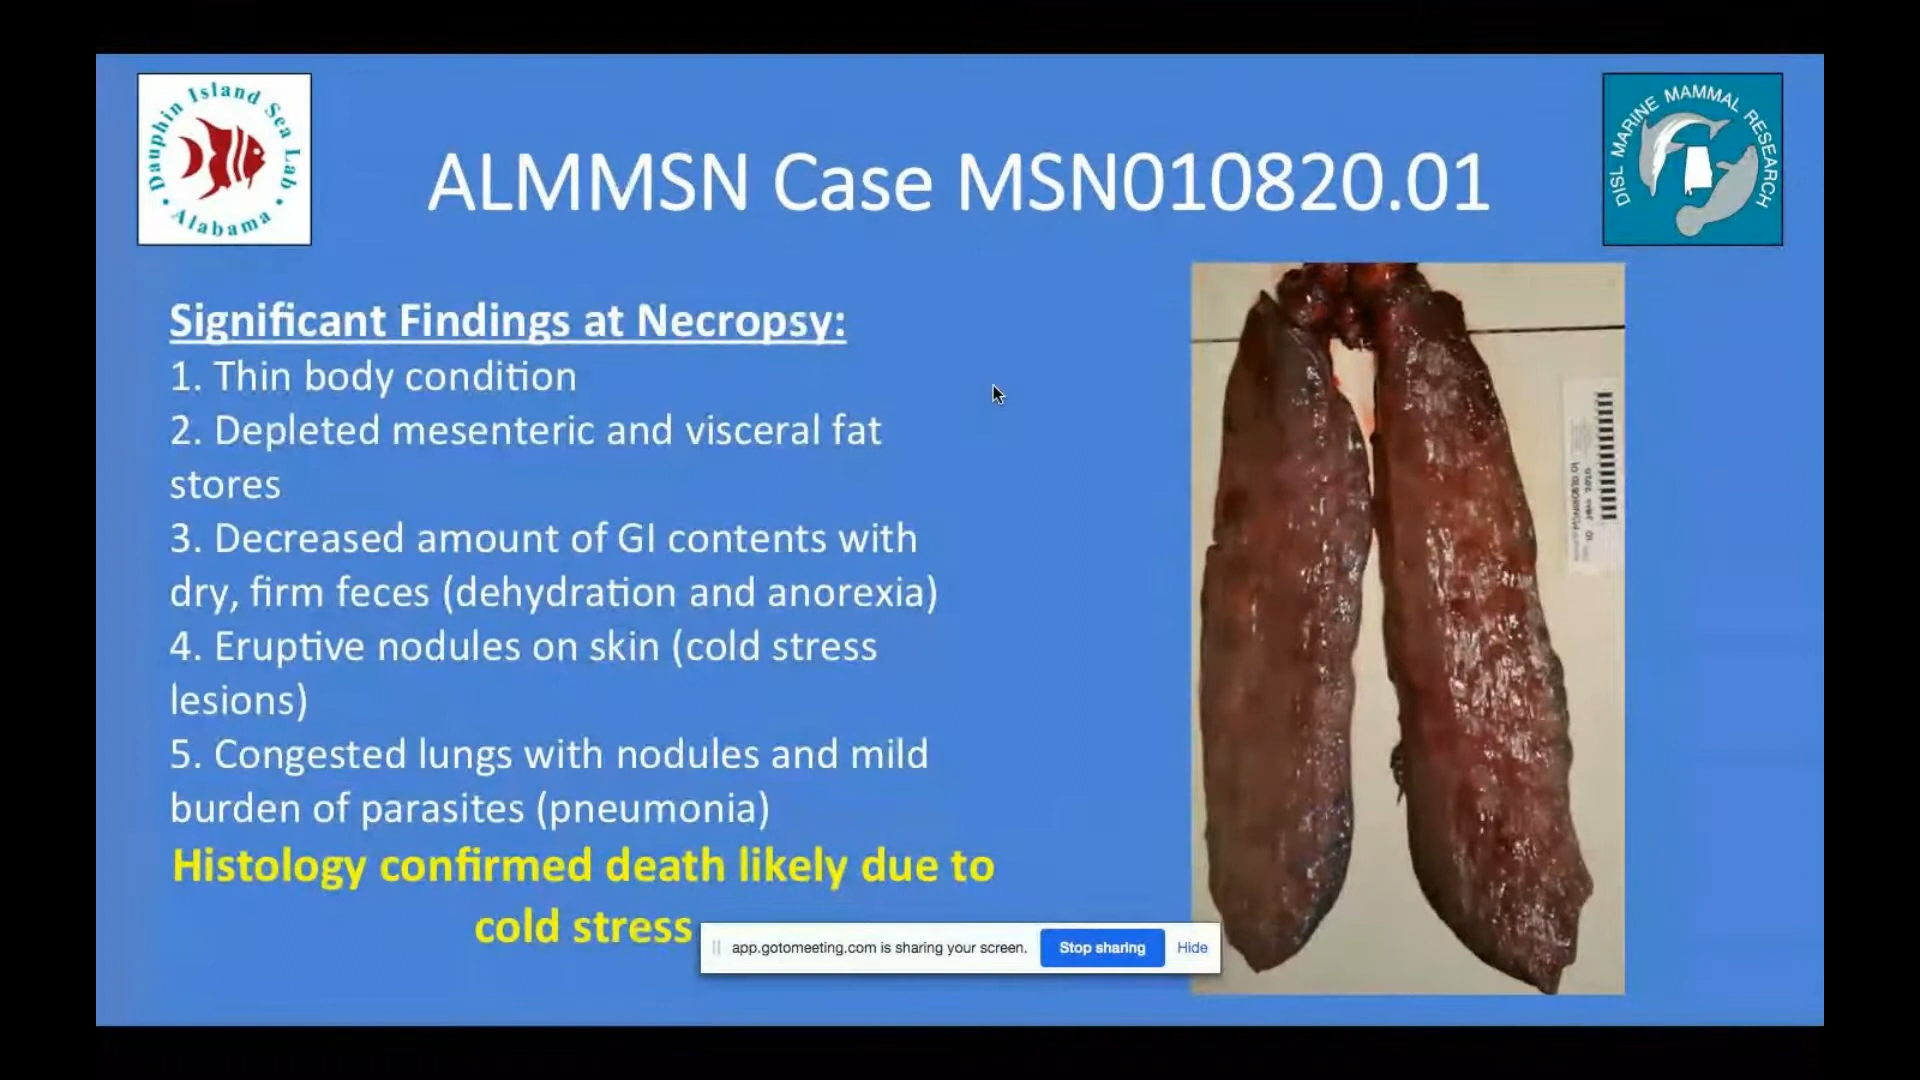 Dauphin Island Sea Lab
Alabama
DISL MARINE MAMMAL RESEARCH
ALMMSN Case MSN010820.01
Significant Findings at Necropsy:
1. Thin body condition
2. Depleted mesenteric and visceral fat
stores
3. Decreased amount of GI contents with
dry, firm feces (dehydration and anorexia)
4. Eruptive nodules on skin (cold stress
lesions)
5. Congested lungs with nodules and mild
burden of parasites (pneumonia)
Histology confirmed death likely due to
cold stress
app.gotomeeting.com is sharing your screen.
Stop sharing
Hide